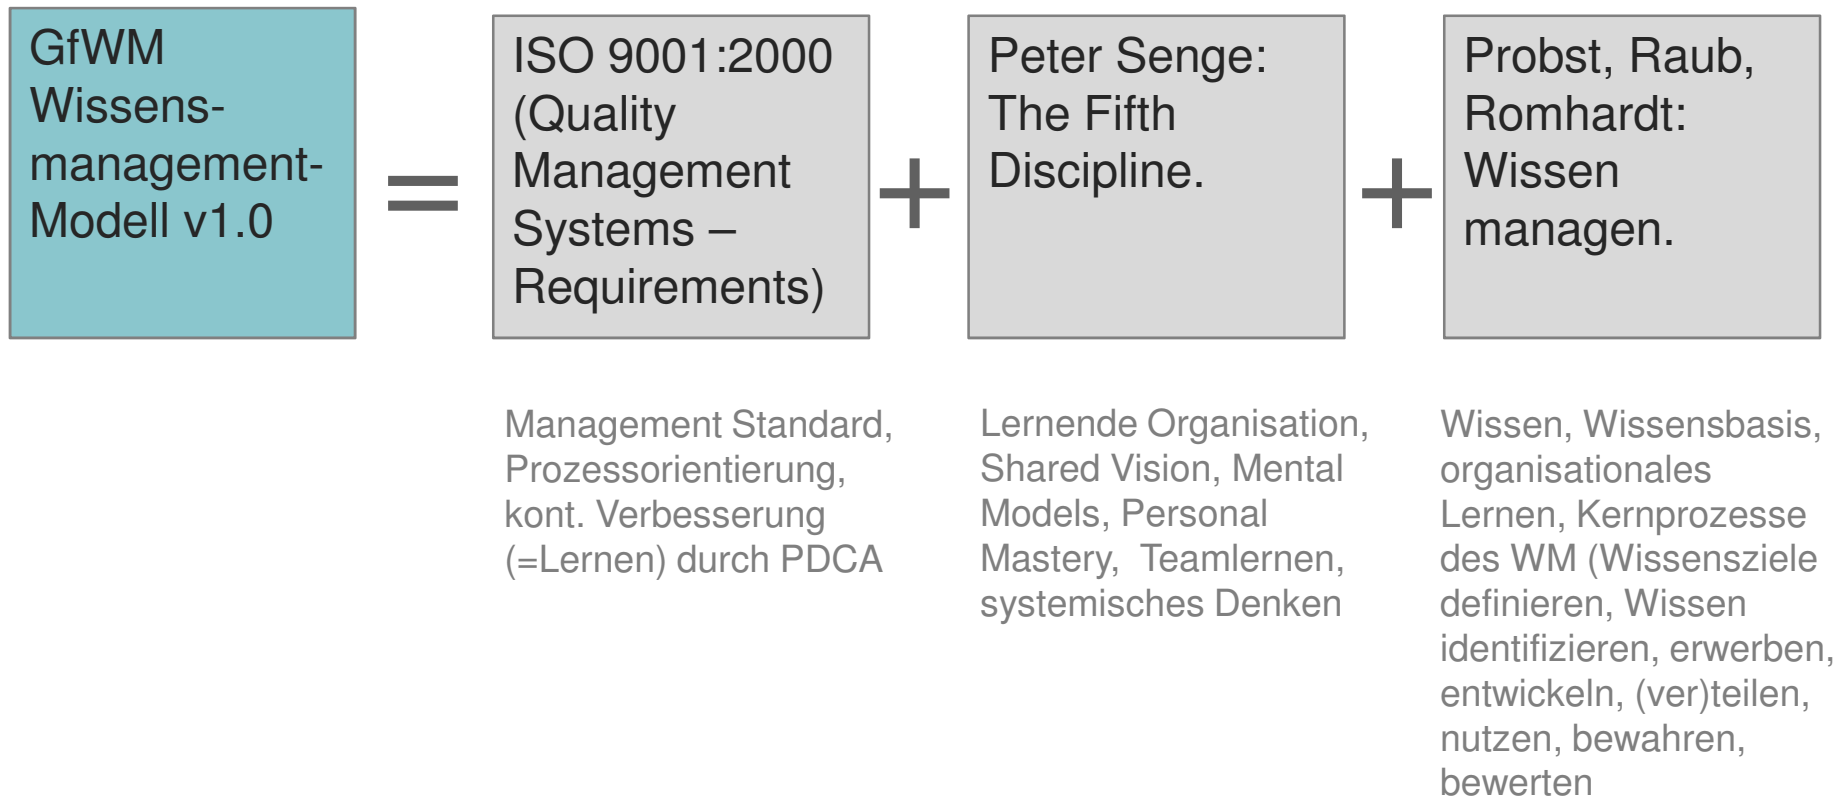 GfWM
Wissens-
management-
Modell v1.0
=
ISO 9001:2000
(Quality
Management
Systems –
Requirements)
+
Peter Senge:
The Fifth
Discipline.
+
Probst, Raub,
Romhardt:
Wissen
managen.
Management Standard,
Prozessorientierung,
kont. Verbesserung
(=Lernen) durch PDCA
Lernende Organisation,
Shared Vision, Mental
Models, Personal
Mastery,  Teamlernen,
systemisches Denken
Wissen, Wissensbasis,
organisationales
Lernen, Kernprozesse
des WM (Wissensziele
definieren, Wissen
identifizieren, erwerben,
entwickeln, (ver)teilen,
nutzen, bewahren,
bewerten